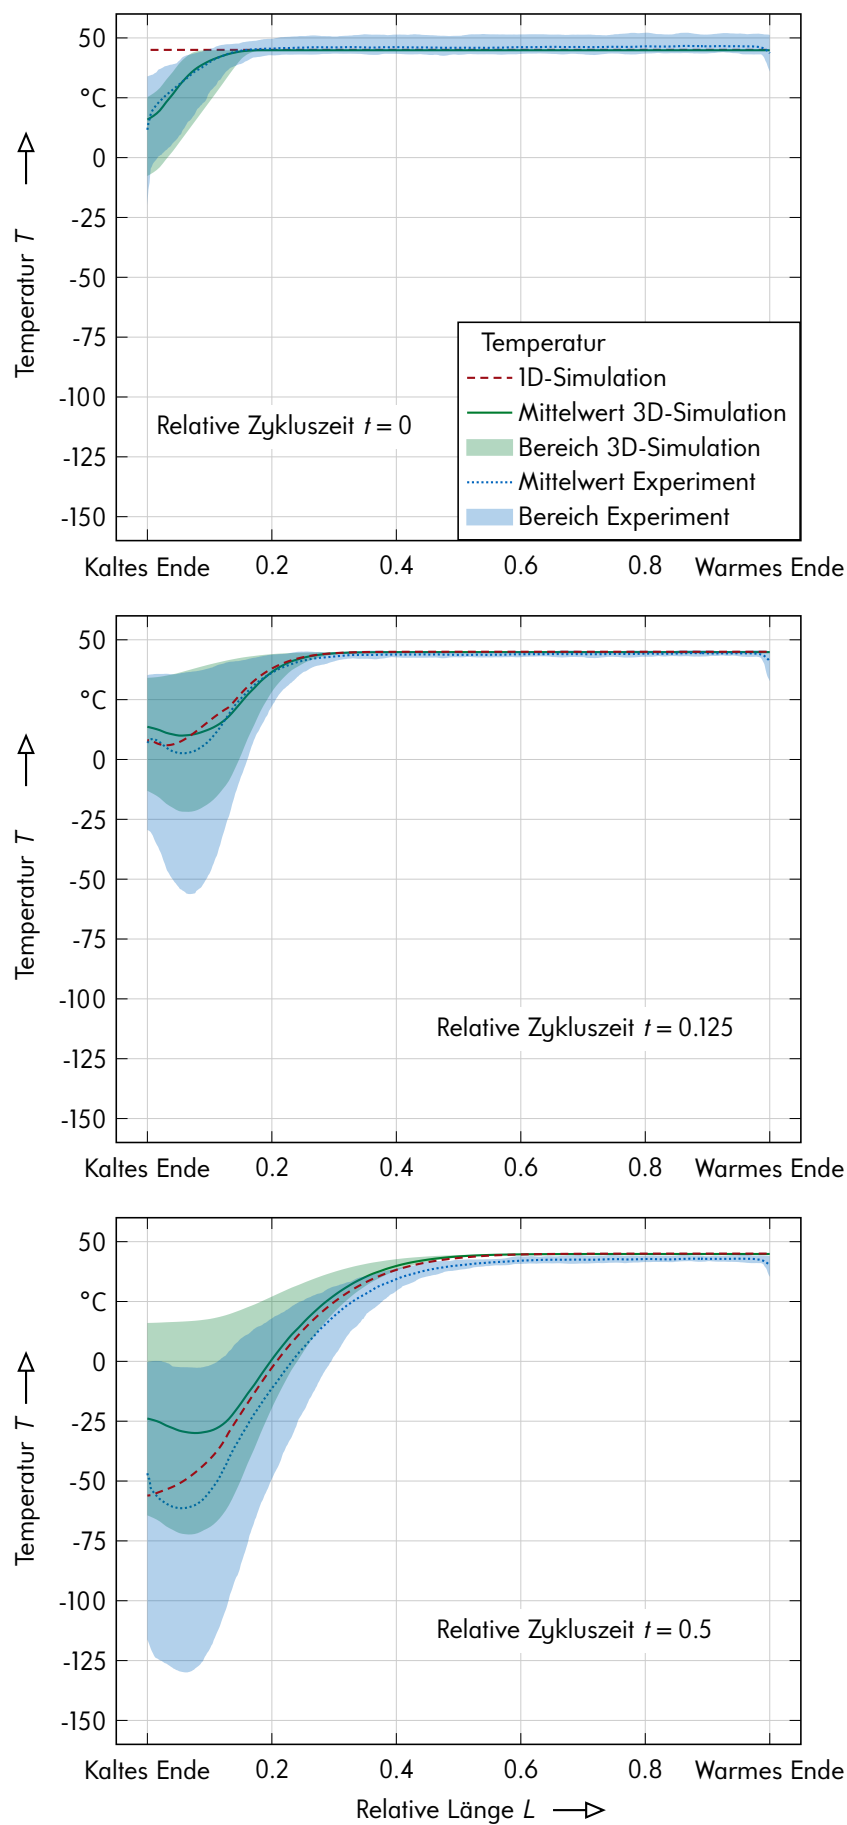 50
°C
0
-25
-50
-75
-100
-125
-150
Temperatur T
Temperatur
1D-Simulation
Mittelwert 3D-Simulation
Bereich 3D-Simulation
Mittelwert Experiment
Bereich Experiment
Relative Zykluszeit t = 0
Kaltes Ende 0.2 0.4 0.6 0.8 Warmes Ende
50
°C
0
-25
-50
-75
-100
-125
-150
Temperatur T
Relative Zykluszeit t = 0.125
Kaltes Ende 0.2 0.4 0.6 0.8 Warmes Ende
50
°C
0
-25
-50
-75
-100
-125
-150
Temperatur T
Relative Zykluszeit t = 0.5
Kaltes Ende 0.2 0.4 0.6 0.8 Warmes Ende
Relative Länge L